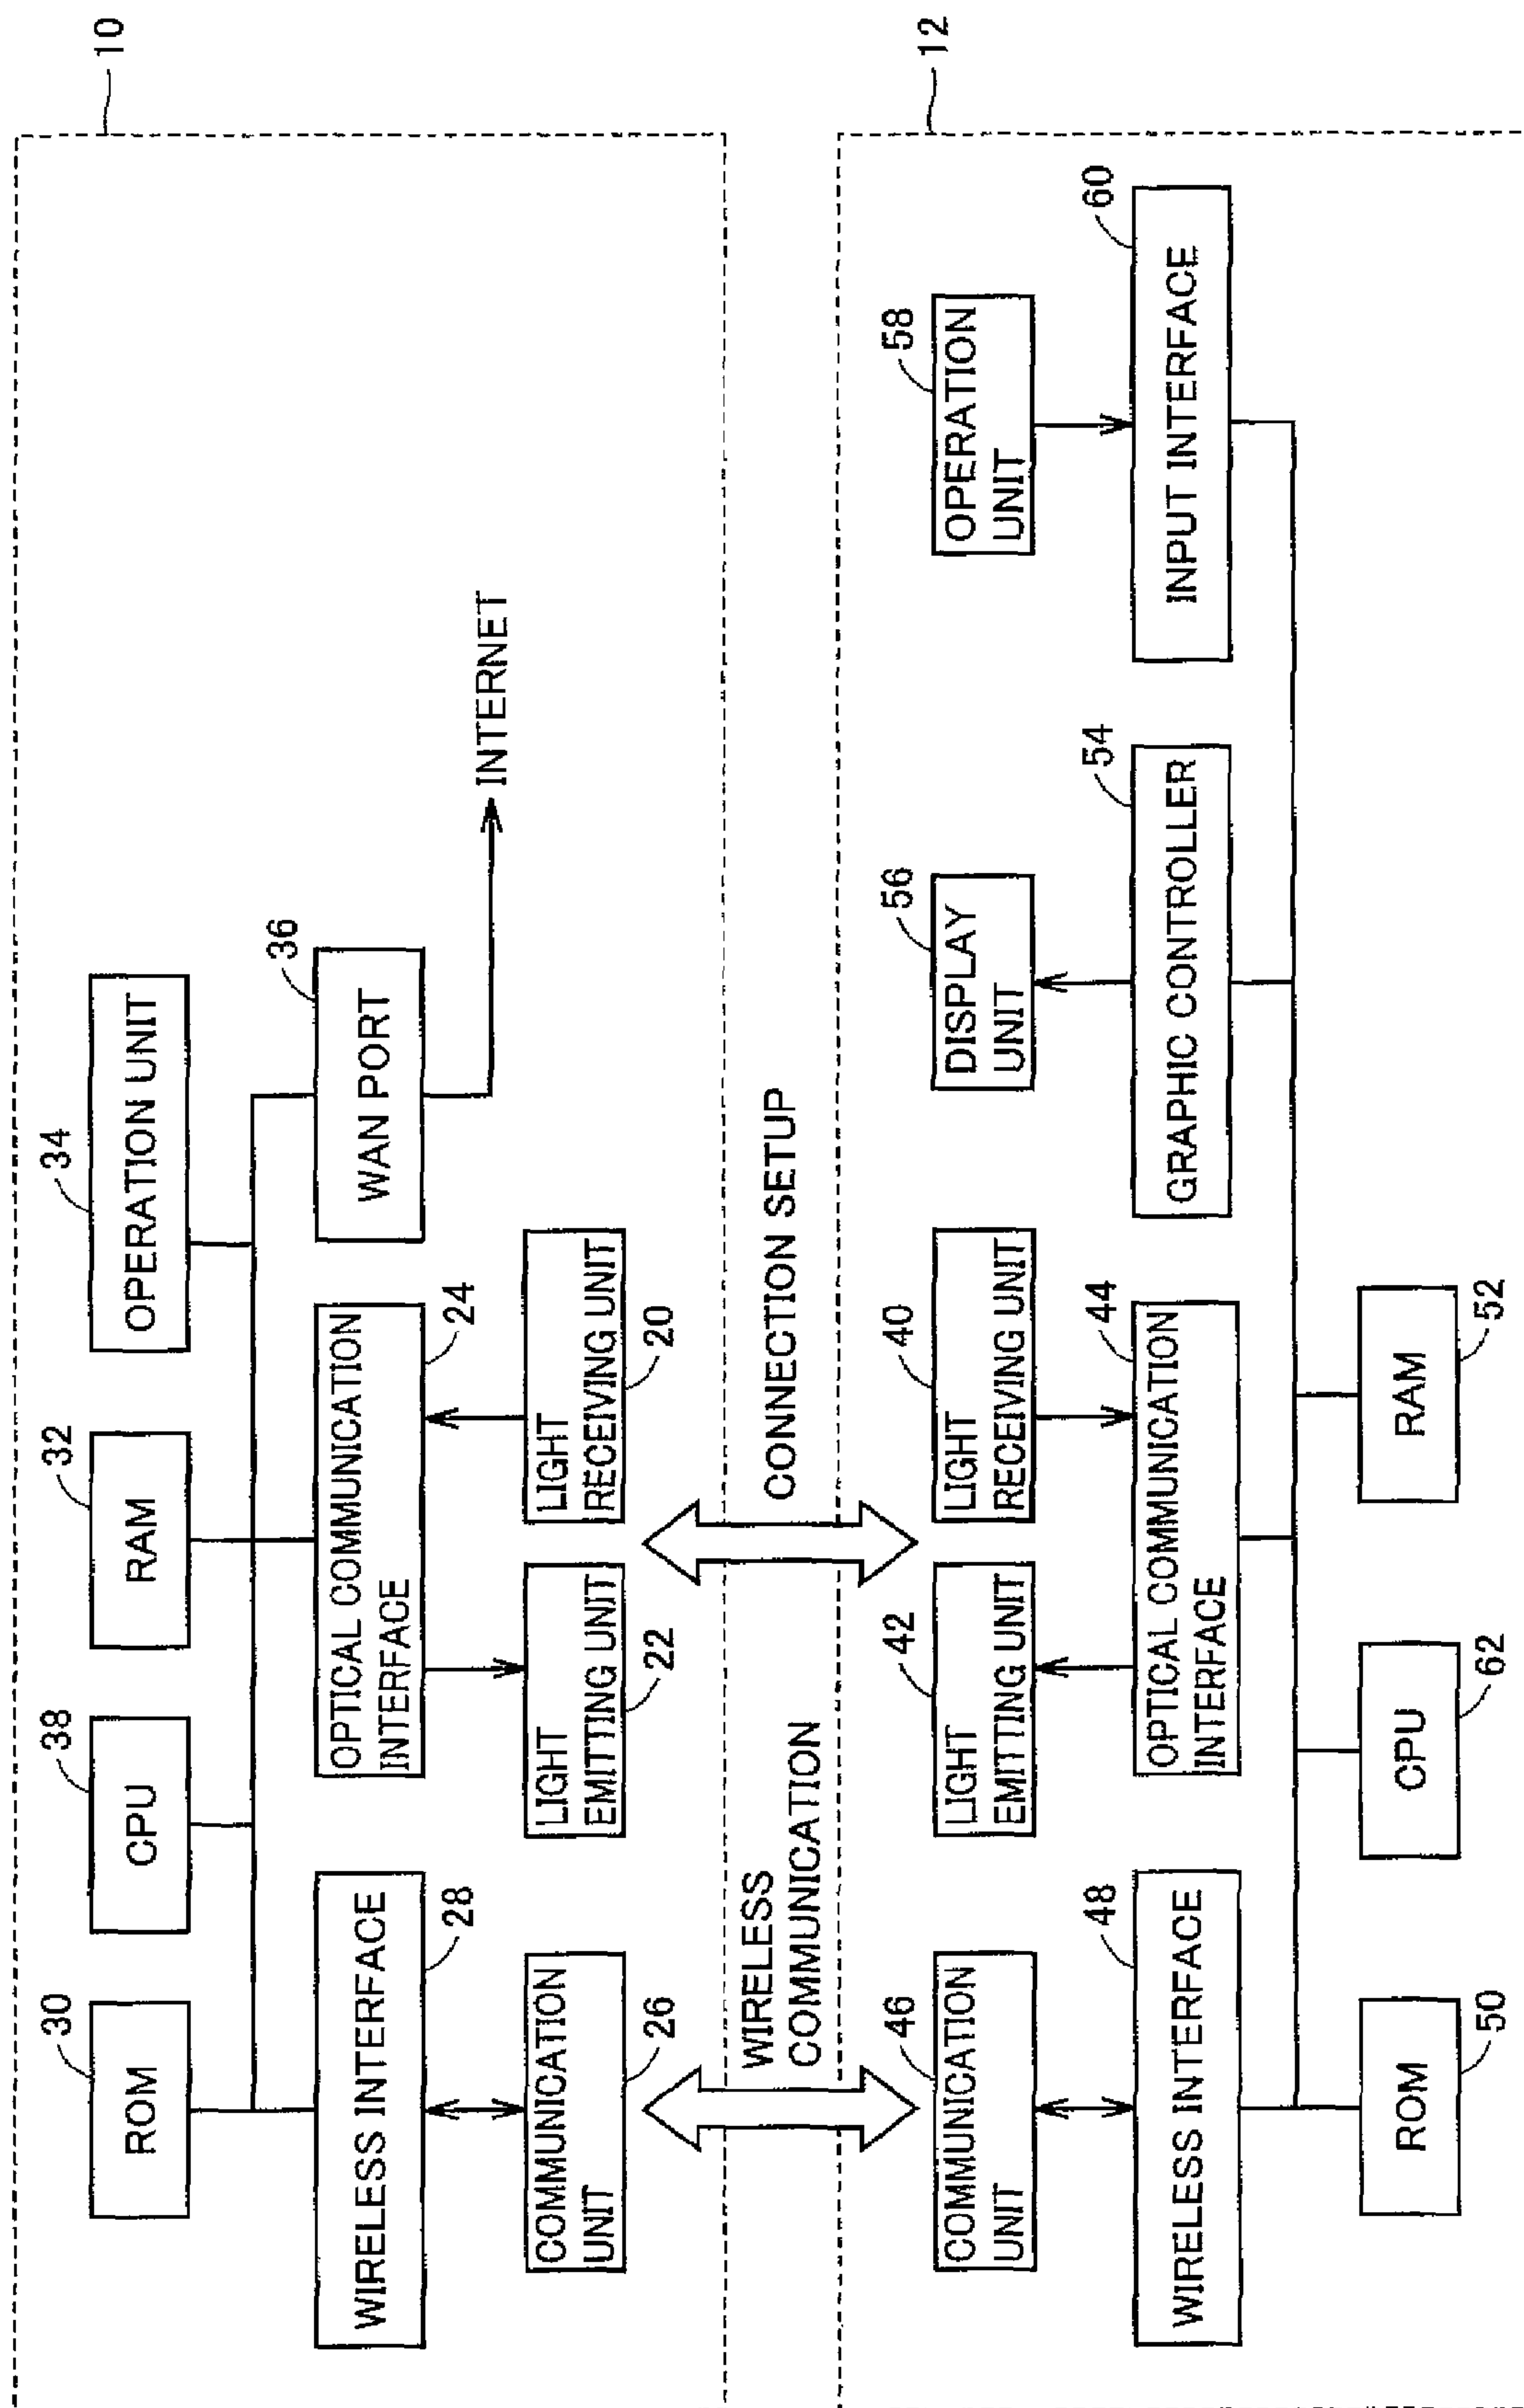 10
30
ROM
38
CPU
32
RAM
34
OPERATION UNIT
WIRELESS INTERFACE
28
OPTICAL COMMUNICATION
INTERFACE
24
36
WAN PORT
INTERNET
COMMUNICATION
UNIT
26
LIGHT
EMITTING UNIT
22
LIGHT
RECEIVING UNIT
20
WIRELESS
COMMUNICATION
CONNECTION SETUP
12
46
COMMUNICATION
UNIT
42
LIGHT
EMITTING UNIT
40
LIGHT
RECEIVING UNIT
56
DISPLAY
UNIT
58
OPERATION
UNIT
48
WIRELESS INTERFACE
44
OPTICAL COMMUNICATION
INTERFACE
54
GRAPHIC CONTROLLER
60
INPUT INTERFACE
ROM
50
CPU
62
RAM
52